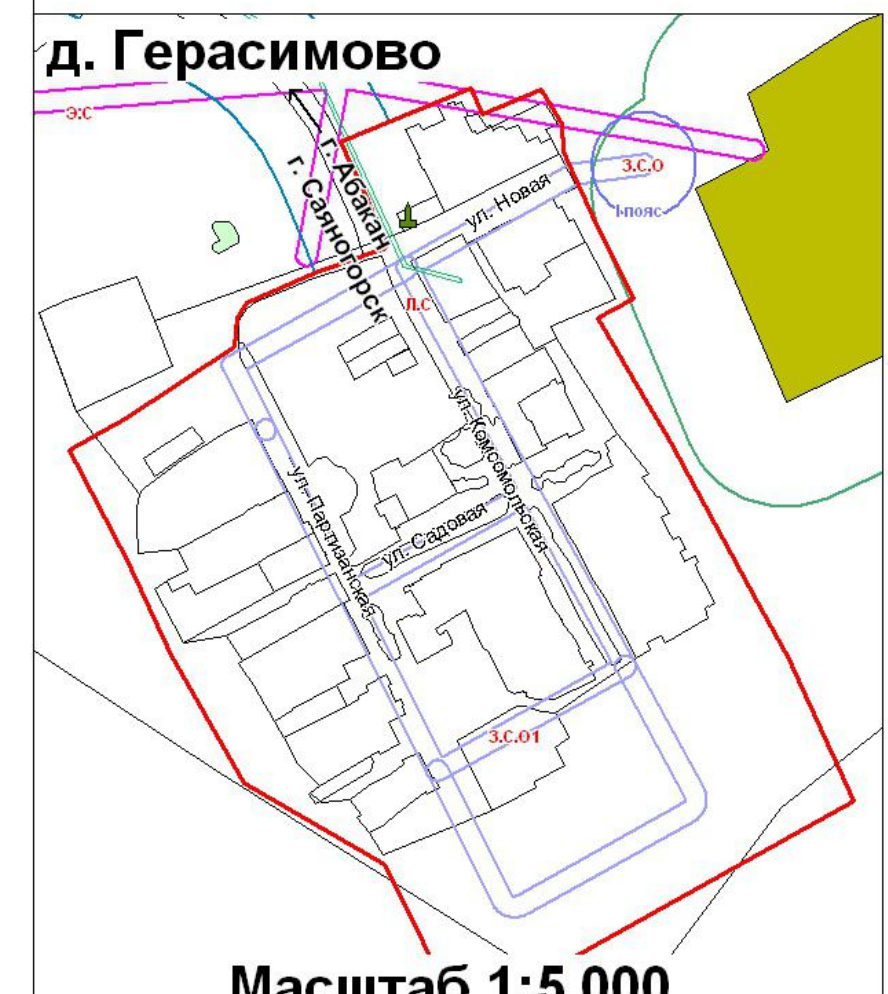 д. Герасимово
Э.С
г. Абакан
г. Саяногорск
З.С.О
I пояс
ул. Новая
Л.С
ул. Комсомольская
ул. Партизанская
ул. Садовая
З.С.О1
Масштаб 1:5 000